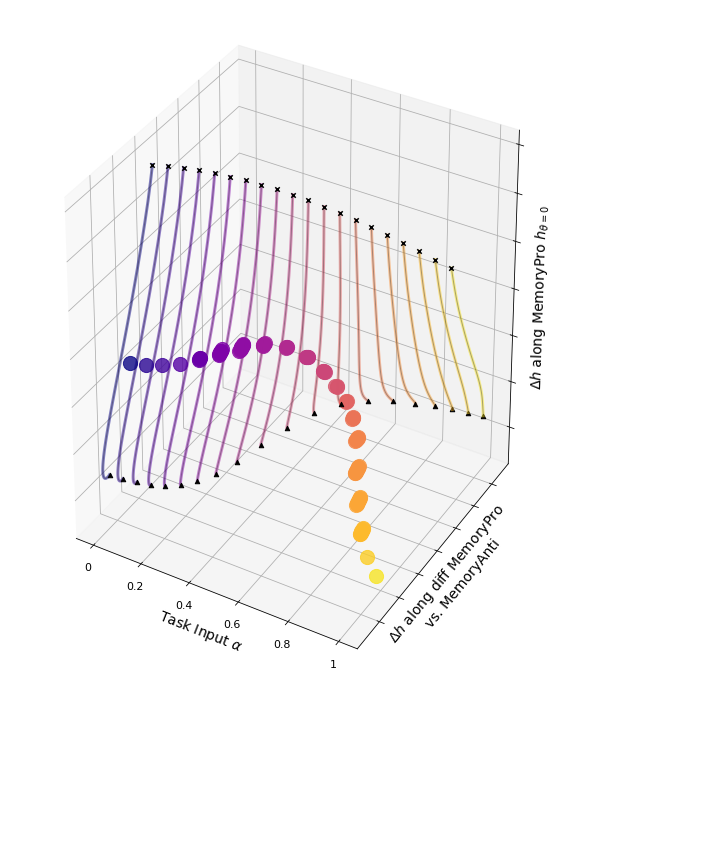 Δh along MemoryPro h_{θ=0}
0
0.2
0.4
0.6
0.8
1
Task Input α
Δh along diff MemoryPro
vs. MemoryAnti